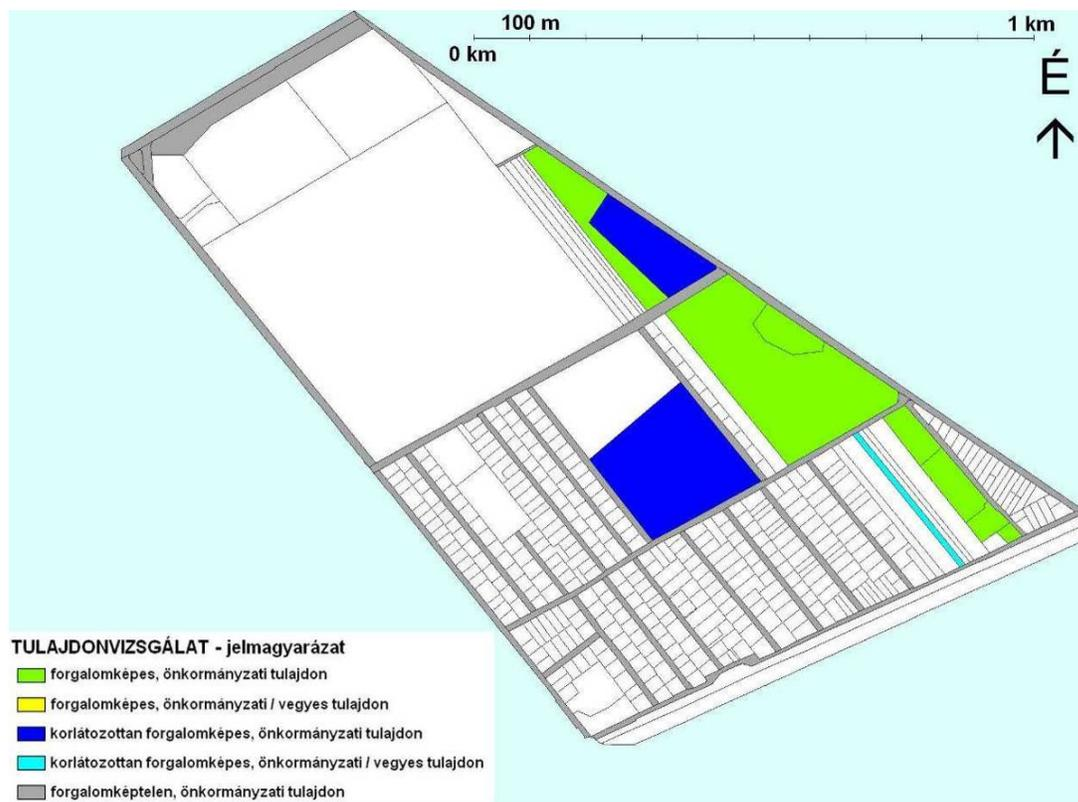 100 m
1 km
0 km
É
TULAJDONVIZSGÁLAT - jelmagyarázat
forgalomképes, önkormányzati tulajdon
forgalomképes, önkormányzati / vegyes tulajdon
korlátozottan forgalomképes, önkormányzati tulajdon
korlátozottan forgalomképes, önkormányzati / vegyes tulajdon
forgalomképtelen, önkormányzati tulajdon